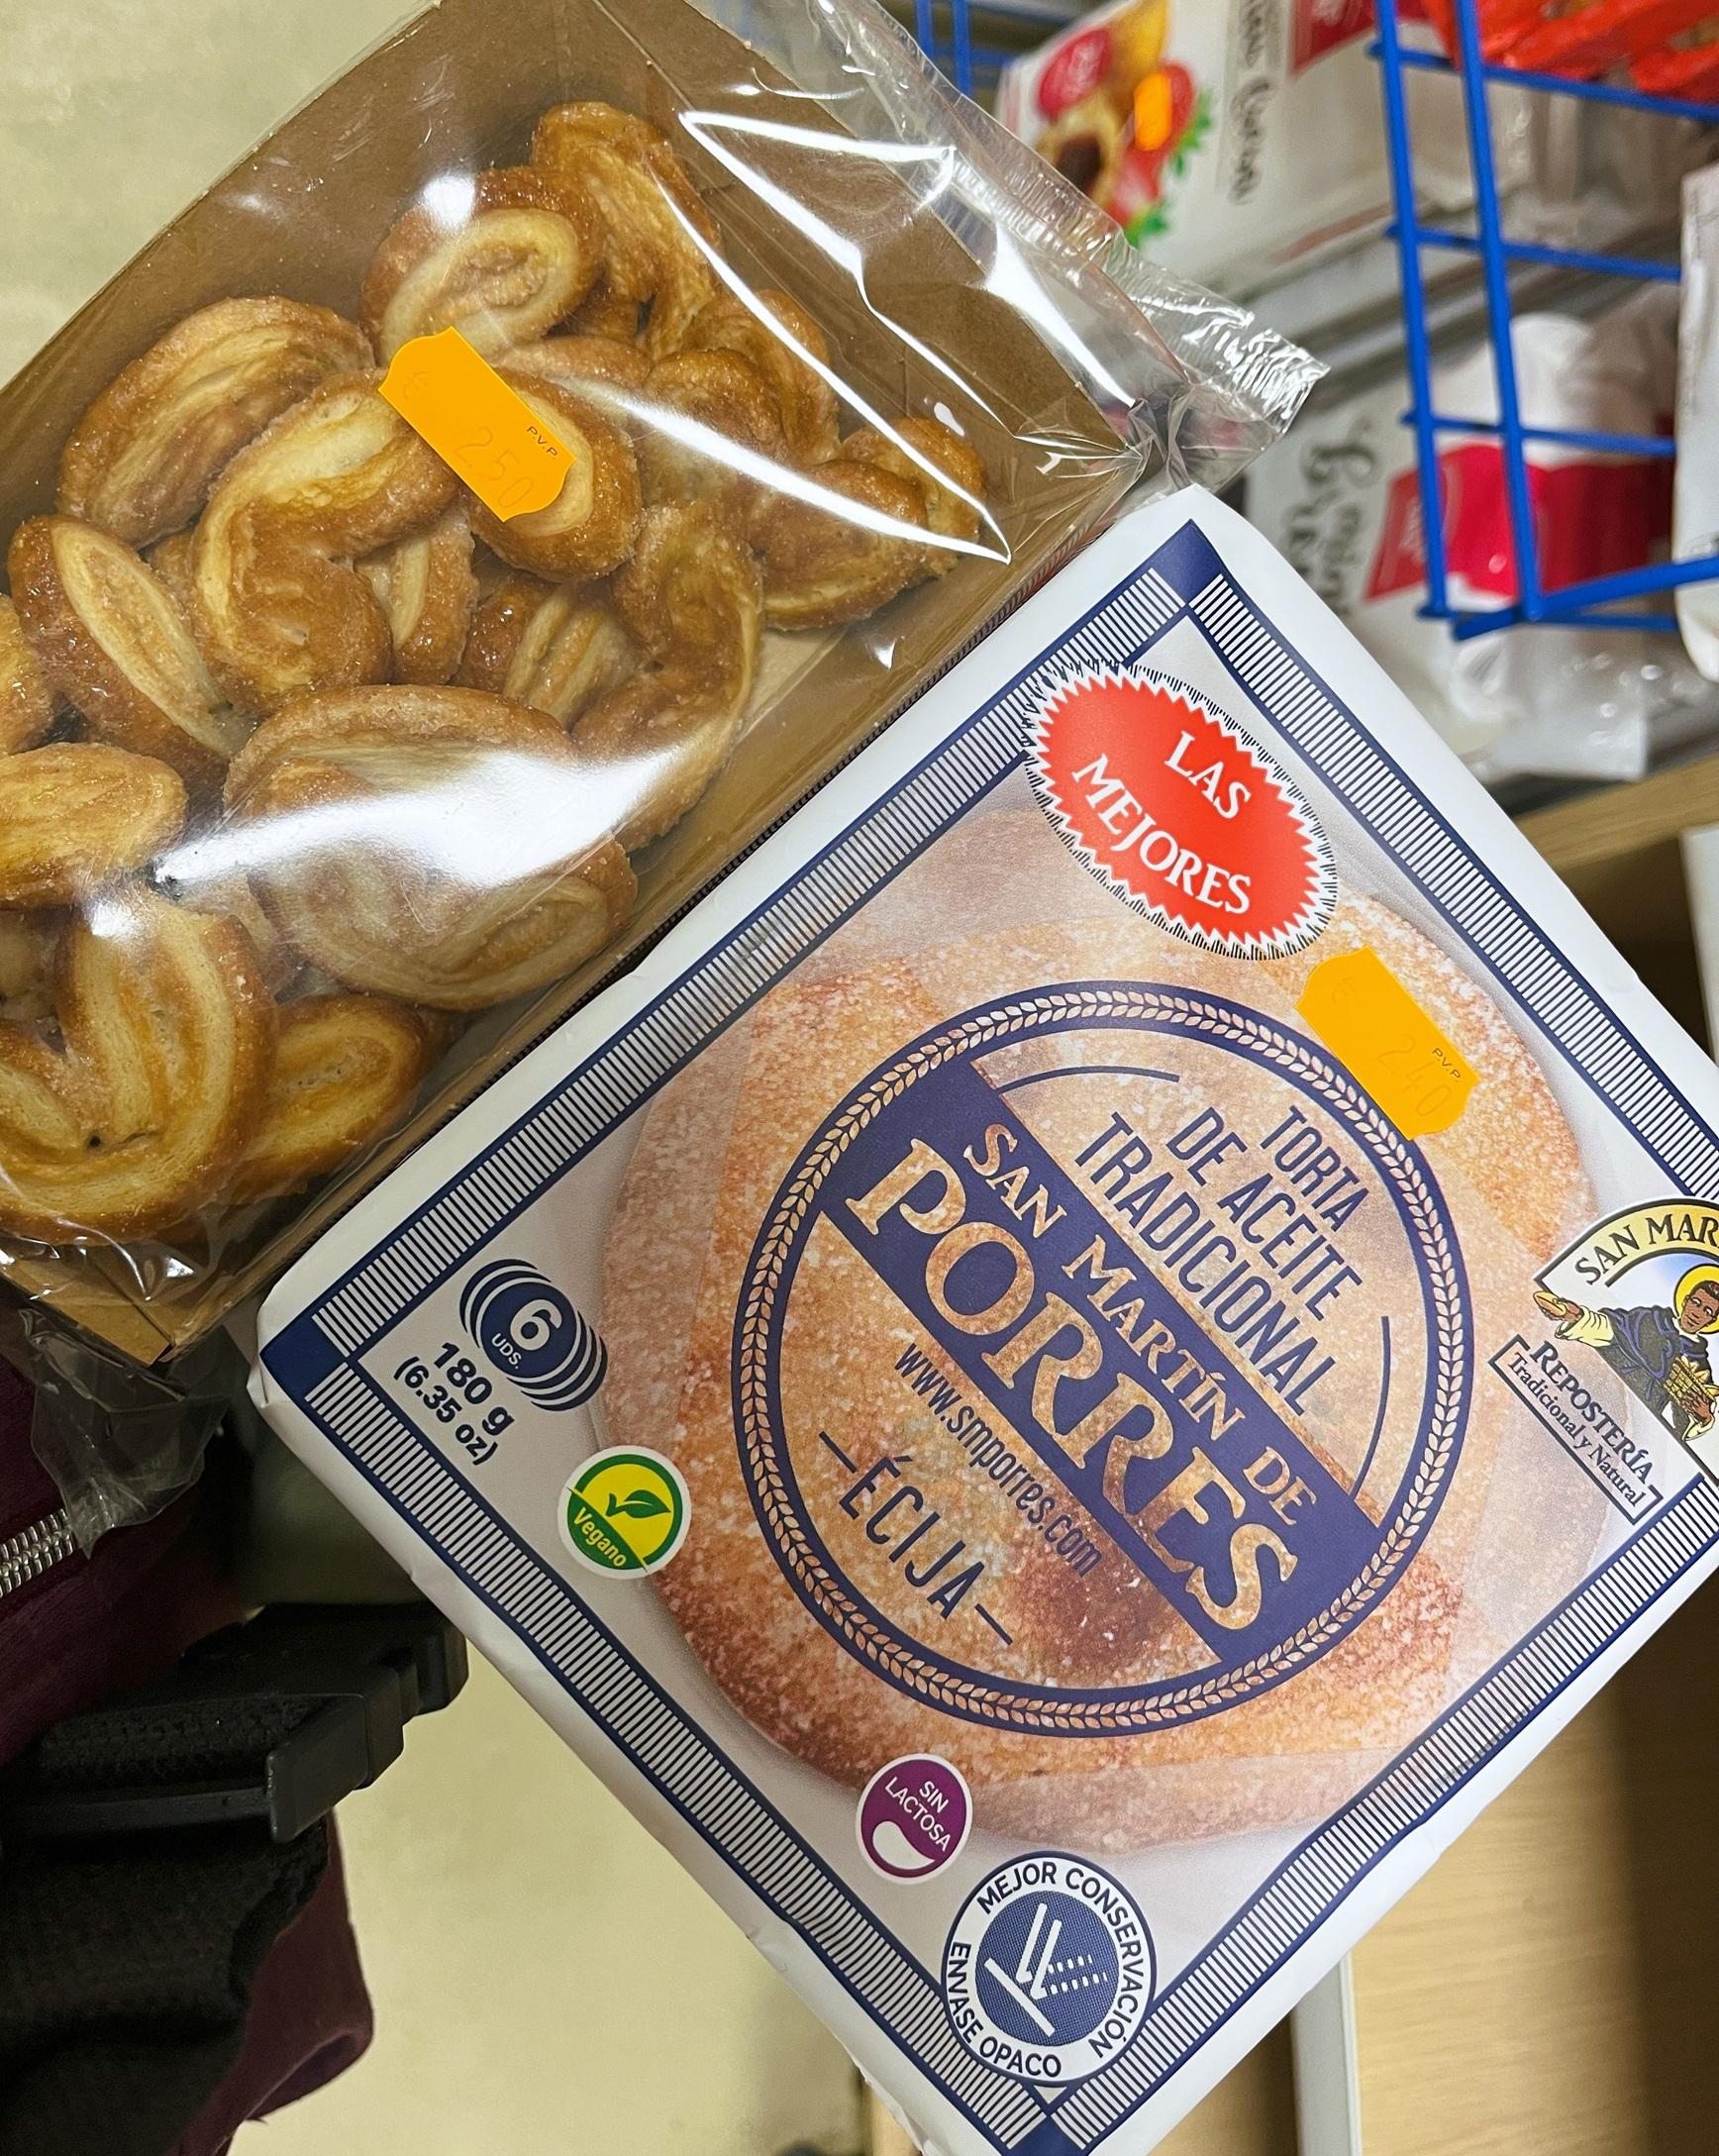 €
P.V.P.
2.50
LAS
MEJORES
€
P.V.P.
2.40
TORTA
DE ACEITE
TRADICIONAL
SAN MARTÍN DE
PORRES
www.smporres.com
ÉCIJA
SAN MAR
REPOSTERÍA
Tradicional y Natural
6
UDS.
180 g
(6.35 oz)
Vegano
SIN
LACTOSA
MEJOR CONSERVACIÓN
ENVASE OPACO
mini